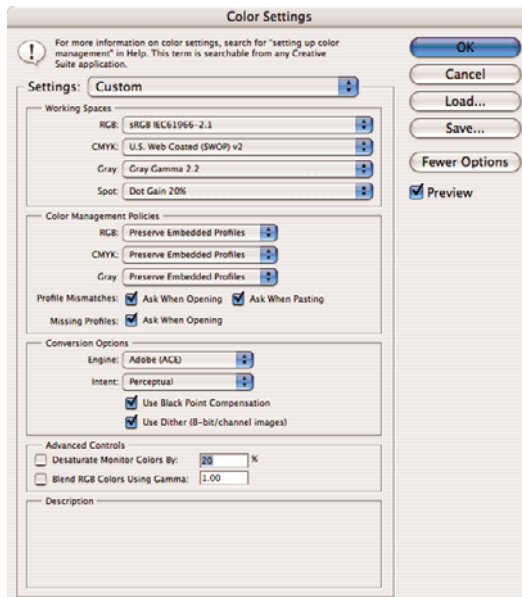 Color Settings
For more information on color settings, search for "setting up color
management" in Help. This term is searchable from any Creative
Suite application.
Settings: Custom
Working Spaces
RGB: sRGB IEC61966-2.1
CMYK: U.S. Web Coated (SWOP) v2
Gray: Gray Gamma 2.2
Spot: Dot Gain 20%
Color Management Policies
RGB: Preserve Embedded Profiles
CMYK: Preserve Embedded Profiles
Gray: Preserve Embedded Profiles
Profile Mismatches: Ask When Opening Ask When Pasting
Missing Profiles: Ask When Opening
Conversion Options
Engine: Adobe (ACE)
Intent: Perceptual
Use Black Point Compensation
Use Dither (8-bit/channel images)
Advanced Controls
Desaturate Monitor Colors By: 20 %
Blend RGB Colors Using Gamma: 1.00
Description
OK
Cancel
Load...
Save...
Fewer Options
Preview